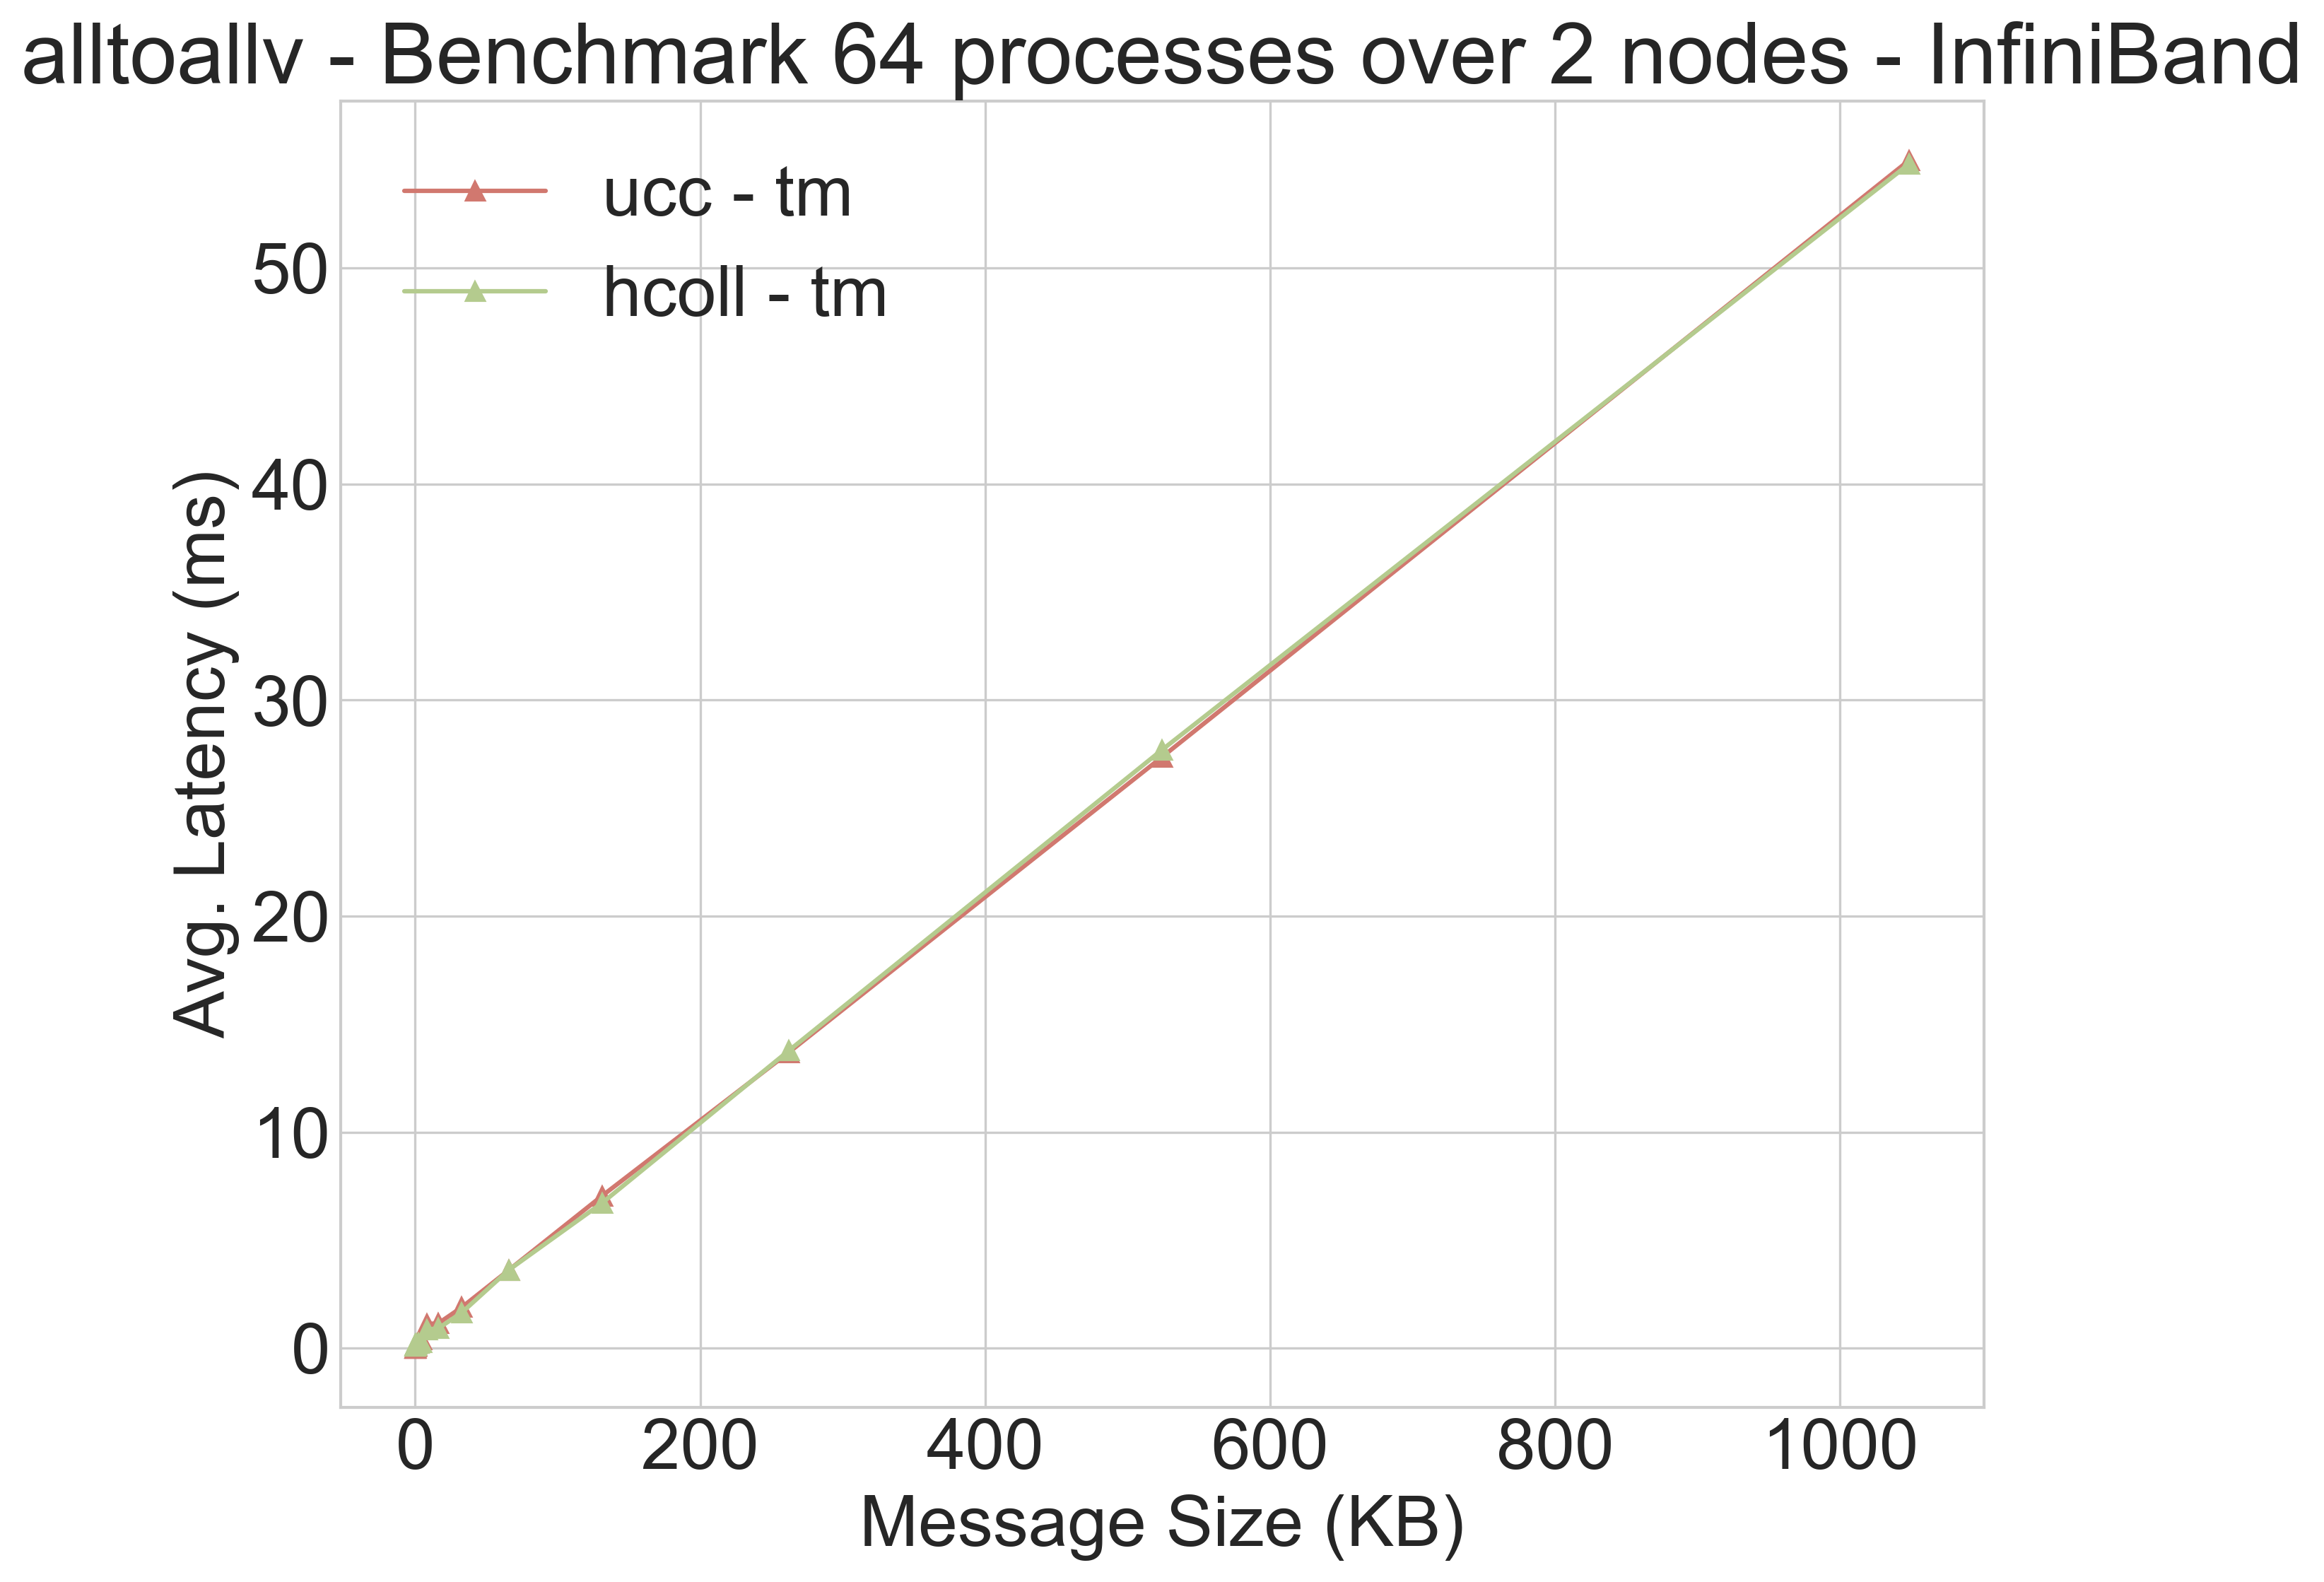 alltoallv - Benchmark 64 processes over 2 nodes - InfiniBand
ucc - tm
hcoll - tm
Avg. Latency (ms)
50
40
30
20
10
0
0 200 400 600 800 1000
Message Size (KB)